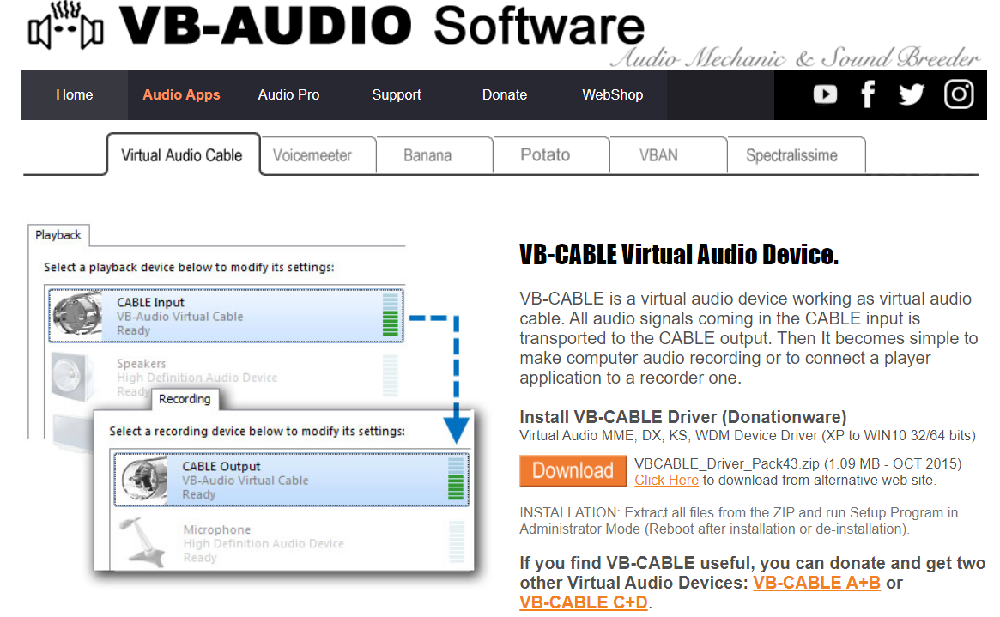 VB-AUDIO Software
Audio Mechanic & Sound Breeder
Home Audio Apps Audio Pro Support Donate WebShop
Virtual Audio Cable Voicemeeter Banana Potato VBAN Spectralissime
Playback
Select a playback device below to modify its settings:
CABLE Input
VB-Audio Virtual Cable
Ready
Speakers
High Definition Audio Device
Ready
Recording
Select a recording device below to modify its settings:
CABLE Output
VB-Audio Virtual Cable
Ready
Microphone
High Definition Audio Device
Ready
VB-CABLE Virtual Audio Device.
VB-CABLE is a virtual audio device working as virtual audio
cable. All audio signals coming in the CABLE input is
transported to the CABLE output. Then It becomes simple to
make computer audio recording or to connect a player
application to a recorder one.
Install VB-CABLE Driver (Donationware)
Virtual Audio MME, DX, KS, WDM Device Driver (XP to WIN10 32/64 bits)
Download
VBCABLE_Driver_Pack43.zip (1.09 MB - OCT 2015)
Click Here to download from alternative web site.
INSTALLATION: Extract all files from the ZIP and run Setup Program in
Administrator Mode (Reboot after installation or de-installation).
If you find VB-CABLE useful, you can donate and get two
other Virtual Audio Devices: VB-CABLE A+B or
VB-CABLE C+D.